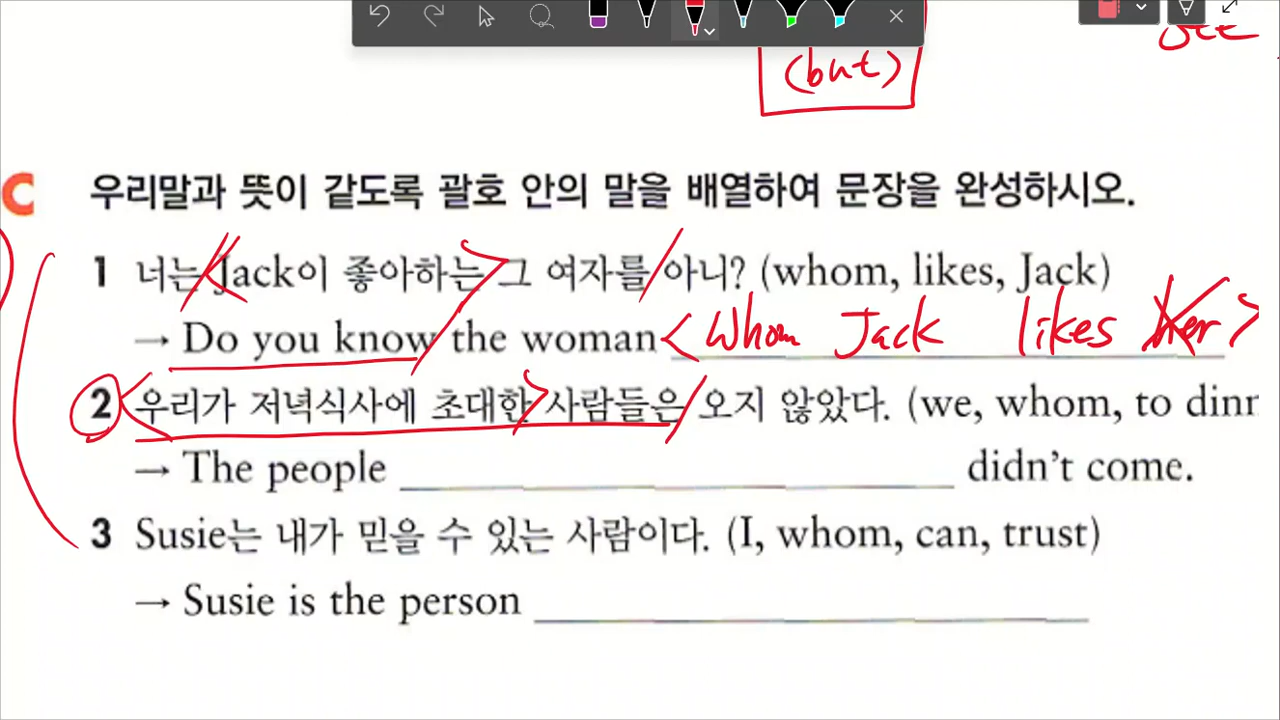 (but)
C 우리말과 뜻이 같도록 괄호 안의 말을 배열하여 문장을 완성하시오.
1 너는 Jack이 좋아하는 그 여자를 아니? (whom, likes, Jack)
→ Do you know the woman < whom Jack likes her >
2 우리가 저녁식사에 초대한 사람들은 오지 않았다. (we, whom, to dinr
→ The people ____ didn't come.
3 Susie는 내가 믿을 수 있는 사람이다. (I, whom, can, trust)
→ Susie is the person ____